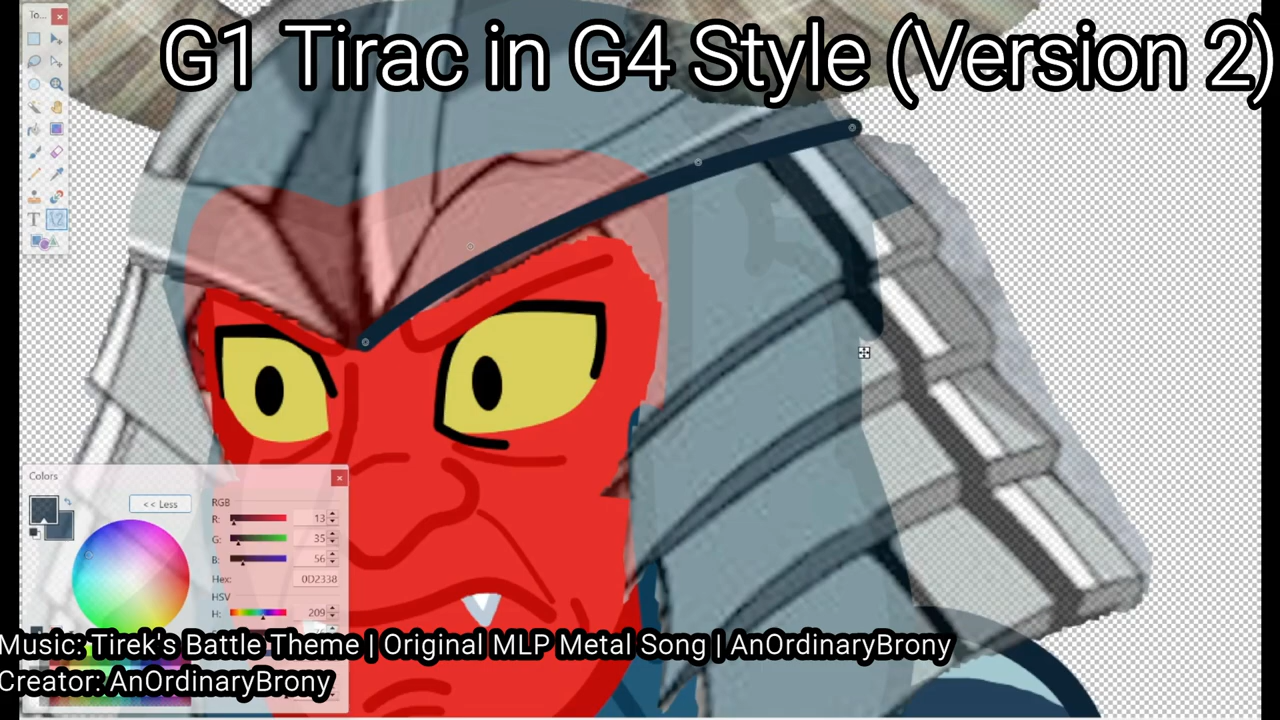 To...
G1 Tirac in G4 Style (Version 2)
T
Colors
<< Less
RGB
R: 13
G: 35
B: 56
Hex: 0D2338
HSV
H: 209
Music: Tirek's Battle Theme | Original MLP Metal Song | AnOrdinaryBrony
Creator: AnOrdinaryBrony